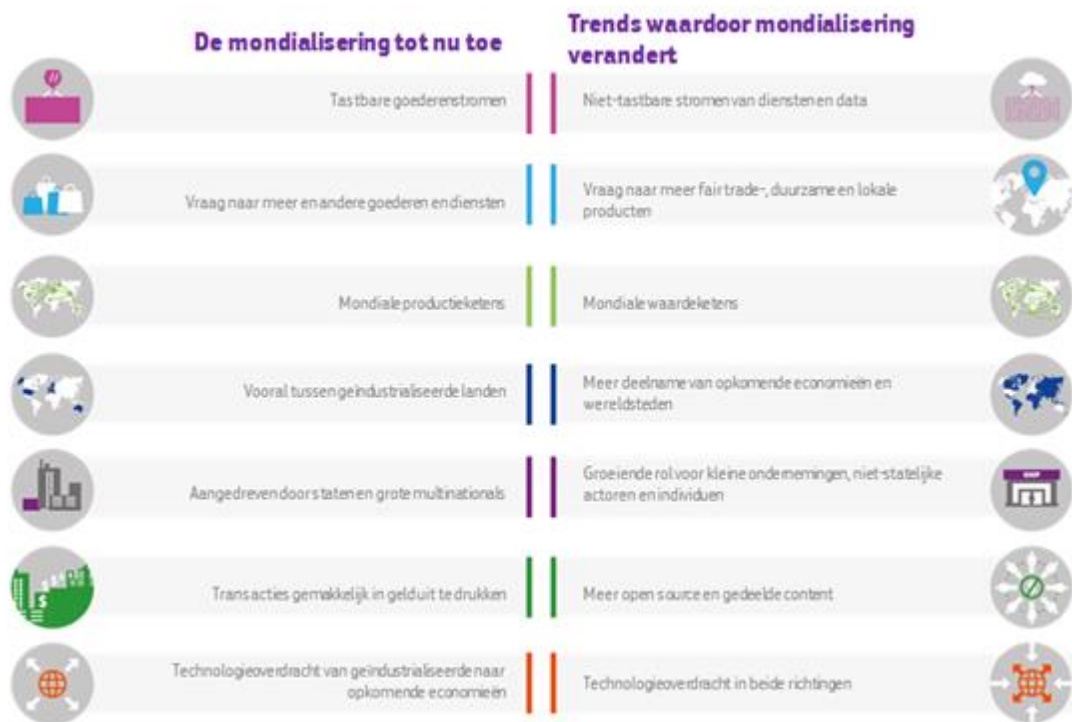 De mondialisering tot nu toe
Trends waardoor mondialisering
verandert
Tastbare goederenstromen
Niet-tastbare stromen van diensten en data
Vraag naar meer en andere goederen en diensten
Vraag naar meer fair trade-, duurzame en lokale
producten
Mondiale productieketens
Mondiale waardeketens
Vooral tussen geïndustrialiseerde landen
Meer deelname van opkomende economieën en
wereldsteden
Aangedreven door staten en grote multinationals
Groeiende rol voor kleine ondernemingen, niet-statelijke
actoren en individuen
Transacties gemakkelijk in geld uit te drukken
$
Meer open source en gedeelde content
Technologieoverdracht van geïndustrialiseerde naar
opkomende economieën
Technologieoverdracht in beide richtingen